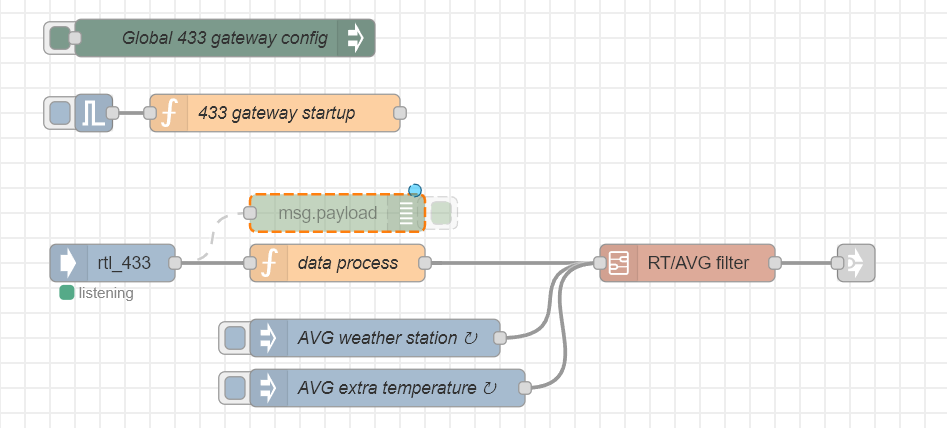 Global 433 gateway config
433 gateway startup
msg.payload
rtl_433
data process
RT/AVG filter
listening
AVG weather station ↻
AVG extra temperature ↻